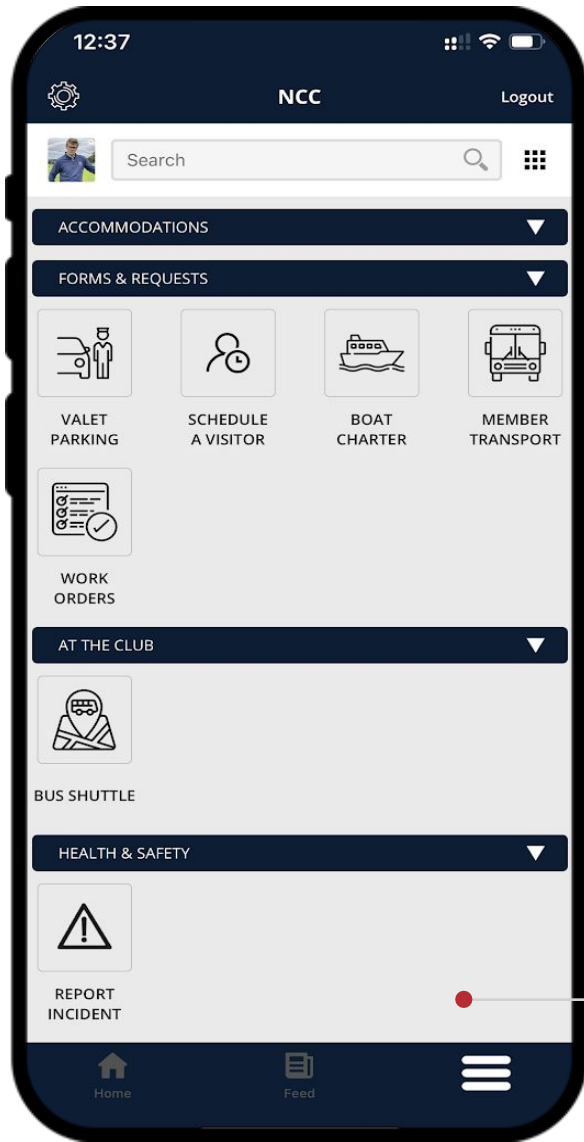 12:37
NCC
Logout
Search
ACCOMMODATIONS
FORMS & REQUESTS
VALET
PARKING
SCHEDULE
A VISITOR
BOAT
CHARTER
MEMBER
TRANSPORT
WORK
ORDERS
AT THE CLUB
BUS SHUTTLE
HEALTH & SAFETY
REPORT
INCIDENT
Home
Feed